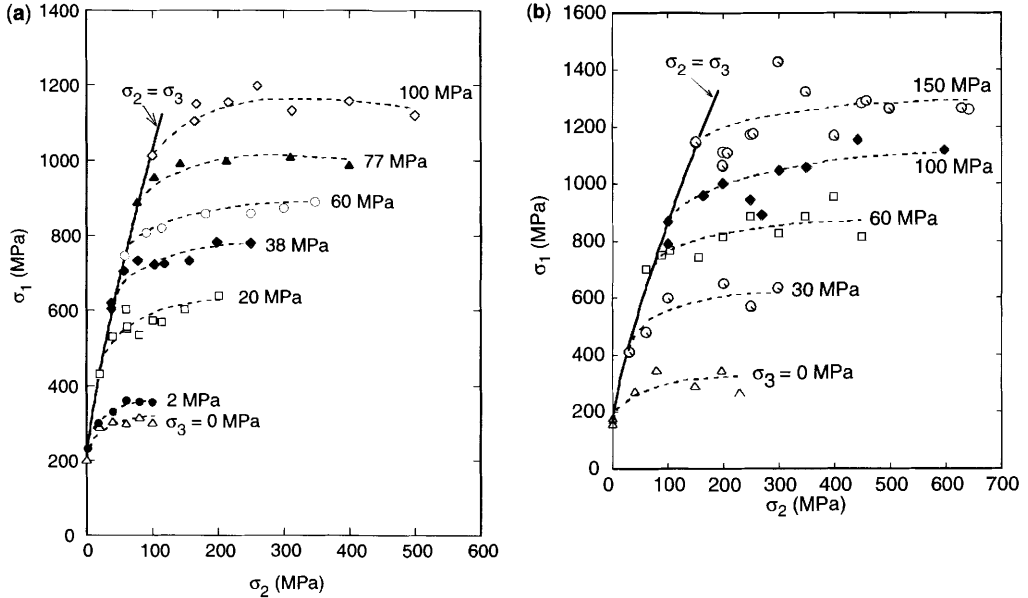 (a)
1400
1200
1000
800
600
400
200
0
σ₁ (MPa)
σ₂ = σ₃
100 MPa
77 MPa
60 MPa
38 MPa
20 MPa
2 MPa
σ₃ = 0 MPa
0 100 200 300 400 500 600
σ₂ (MPa)
(b)
1600
1400
1200
1000
800
600
400
200
0
σ₁ (MPa)
σ₂ = σ₃
150 MPa
100 MPa
60 MPa
30 MPa
σ₃ = 0 MPa
0 100 200 300 400 500 600 700
σ₂ (MPa)